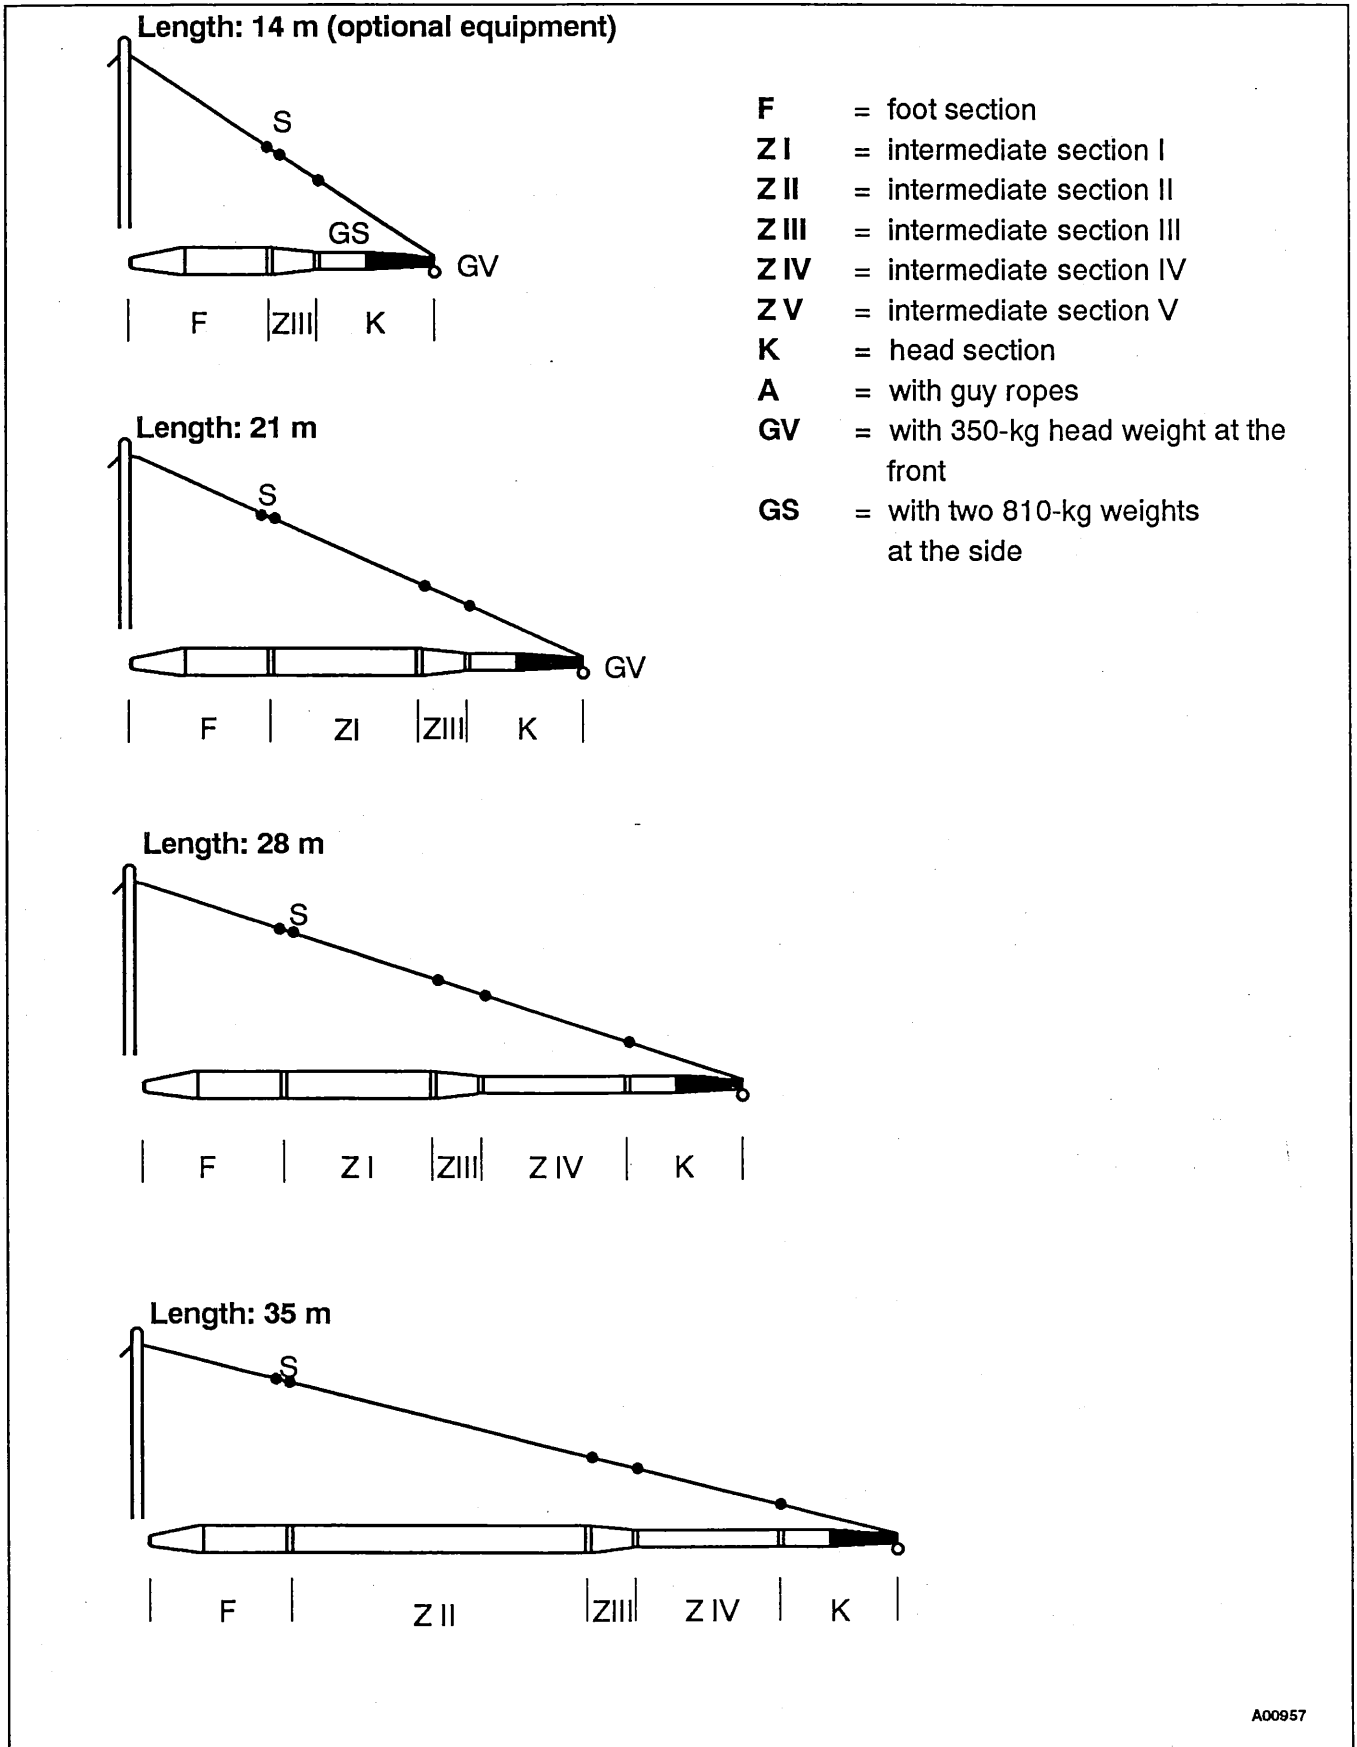 Length: 14 m (optional equipment)
S
GS
GV
F ZIII K
F = foot section
Z I = intermediate section I
Z II = intermediate section II
Z III = intermediate section III
Z IV = intermediate section IV
Z V = intermediate section V
K = head section
A = with guy ropes
GV = with 350-kg head weight at the
front
GS = with two 810-kg weights
at the side
Length: 21 m
S
GV
F ZI ZIII K
Length: 28 m
S
F Z I ZIII Z IV K
Length: 35 m
S
F Z II ZIII Z IV K
A00957